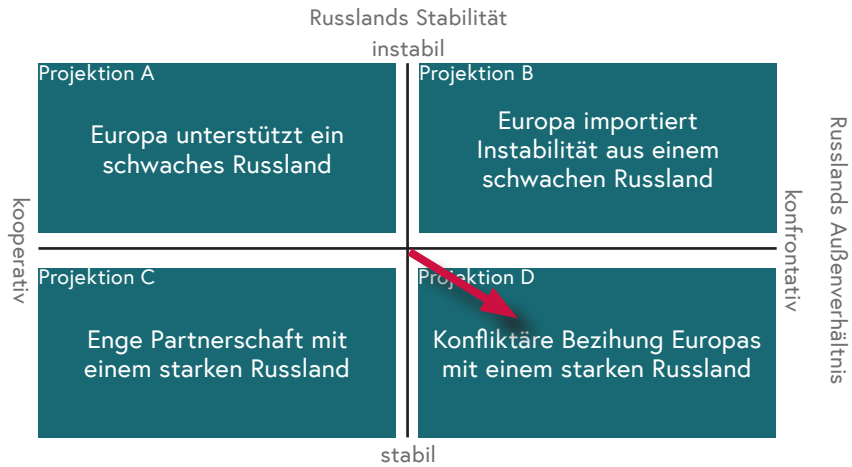 Russlands Stabilität
instabil
Projektion A
Europa unterstützt ein
schwaches Russland
Projektion B
Europa importiert
Instabilität aus einem
schwachen Russland
kooperativ
konfrontativ
Russlands Außenverhältnis
Projektion C
Enge Partnerschaft mit
einem starken Russland
Projektion D
Konfliktäre Bezihung Europas
mit einem starken Russland
stabil